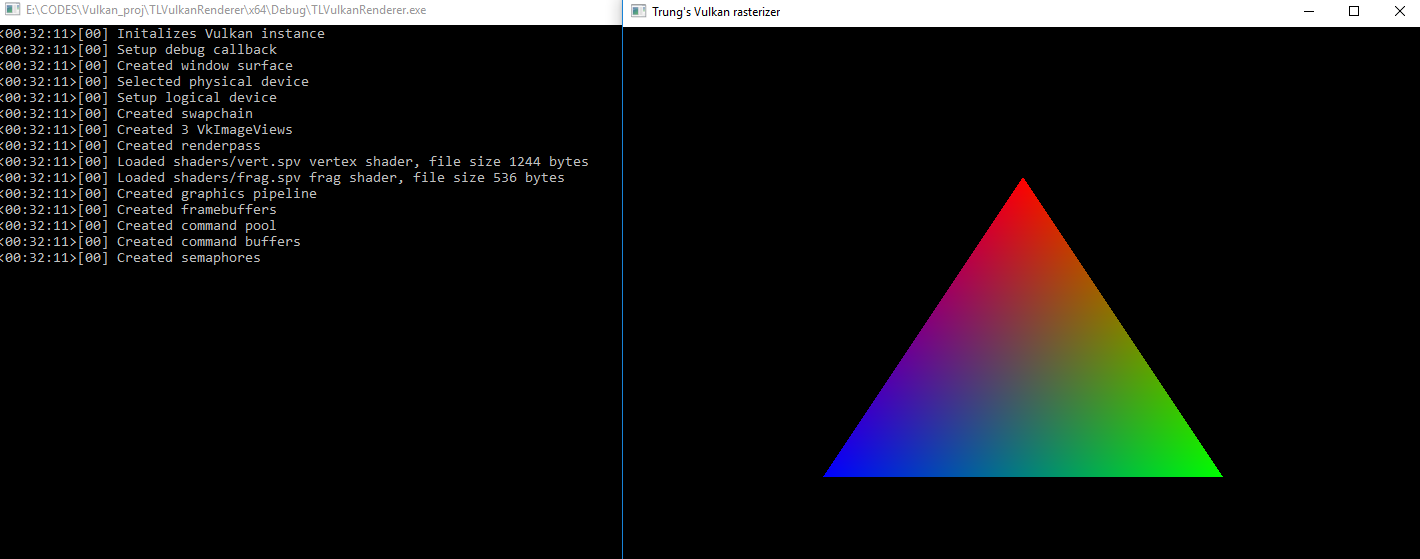 E:\CODES\Vulkan_proj\TLVulkanRenderer\x64\Debug\TLVulkanRenderer.exe
<00:32:11>[00] Initalizes Vulkan instance
<00:32:11>[00] Setup debug callback
<00:32:11>[00] Created window surface
<00:32:11>[00] Selected physical device
<00:32:11>[00] Setup logical device
<00:32:11>[00] Created swapchain
<00:32:11>[00] Created 3 VkImageViews
<00:32:11>[00] Created renderpass
<00:32:11>[00] Loaded shaders/vert.spv vertex shader, file size 1244 bytes
<00:32:11>[00] Loaded shaders/frag.spv frag shader, file size 536 bytes
<00:32:11>[00] Created graphics pipeline
<00:32:11>[00] Created framebuffers
<00:32:11>[00] Created command pool
<00:32:11>[00] Created command buffers
<00:32:11>[00] Created semaphores
Trung's Vulkan rasterizer